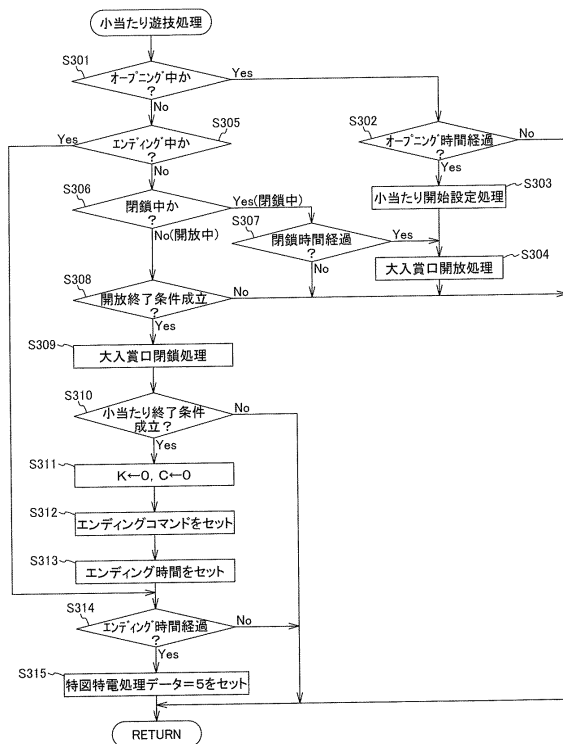 小当たり遊技処理
S301
オープニング中か
?
Yes
No
S305
エンディング中か
?
Yes
No
S302
オープニング時間経過
?
No
Yes
S303
小当たり開始設定処理
S306
閉鎖中か
?
Yes(閉鎖中)
No(開放中)
S307
閉鎖時間経過
?
Yes
No
S304
大入賞口開放処理
S308
開放終了条件成立
?
No
Yes
S309
大入賞口閉鎖処理
S310
小当たり終了条件
成立?
No
Yes
S311
K←0, C←0
S312
エンディングコマンドをセット
S313
エンディング時間をセット
S314
エンディング時間経過
?
No
Yes
S315
特図特電処理データ=5をセット
RETURN